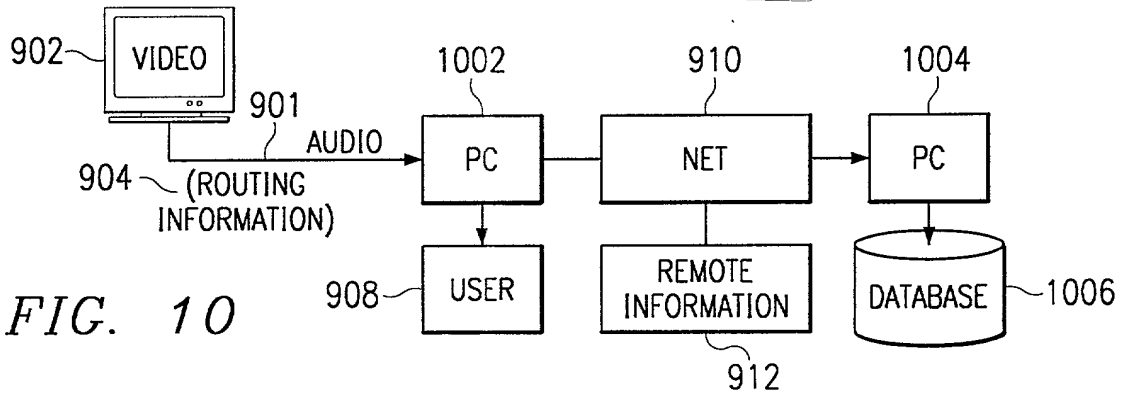 902
VIDEO
901
AUDIO
904
(ROUTING
INFORMATION)
1002
PC
910
NET
1004
PC
908
USER
REMOTE
INFORMATION
912
DATABASE
1006
FIG. 10